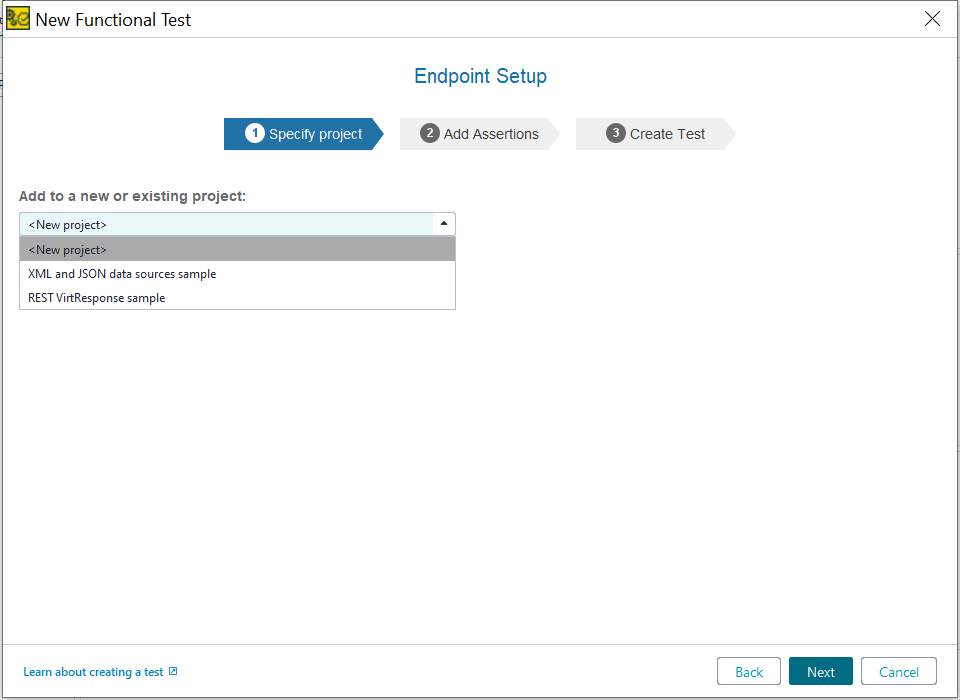 New Functional Test
Endpoint Setup
1 Specify project
2 Add Assertions
3 Create Test
Add to a new or existing project:
<New project>
<New project>
XML and JSON data sources sample
REST VirtResponse sample
Learn about creating a test
Back
Next
Cancel